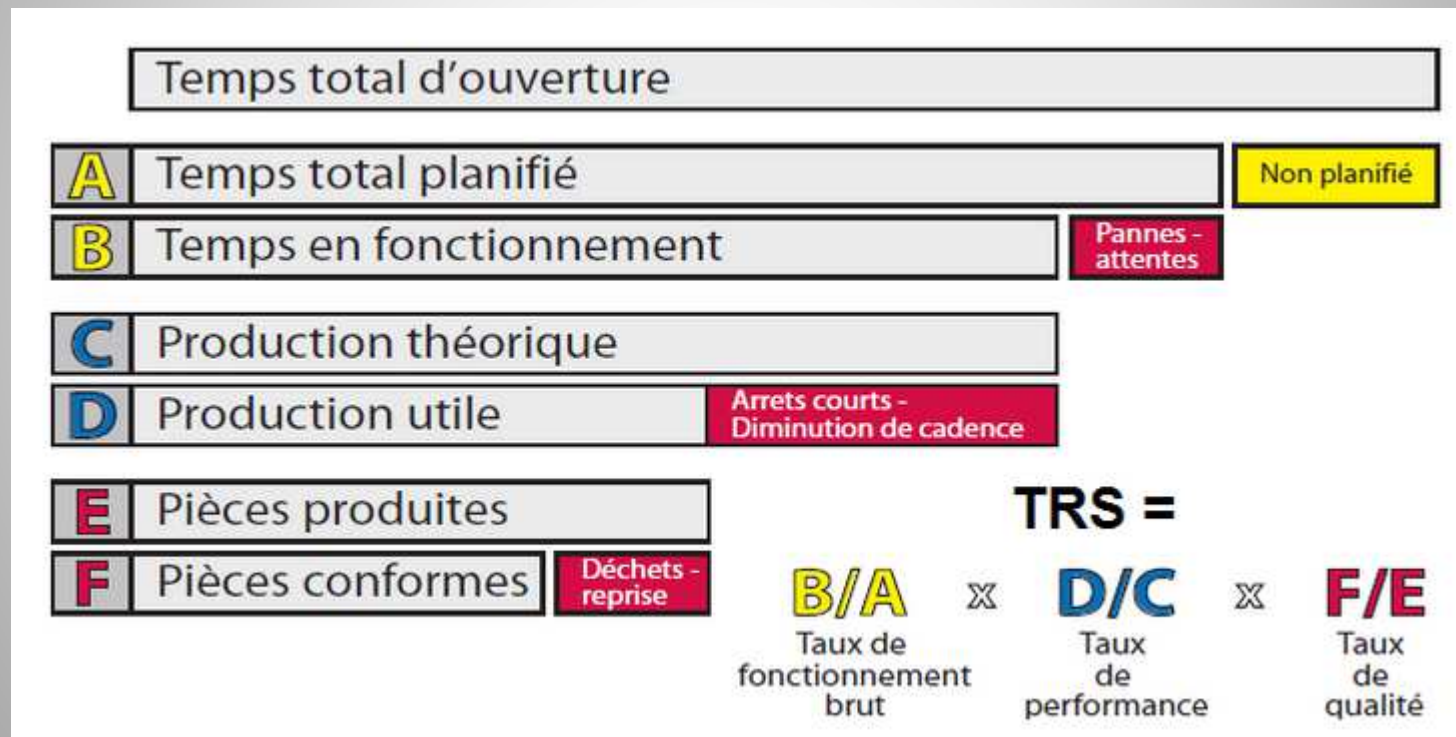 Temps total d'ouverture
A Temps total planifié Non planifié
B Temps en fonctionnement Pannes -
attentes
C Production théorique
D Production utile Arrets courts -
Diminution de cadence
E Pièces produites
F Pièces conformes Déchets -
reprise
TRS =
B/A x D/C x F/E
Taux de
fonctionnement
brut
Taux
de
performance
Taux
de
qualité